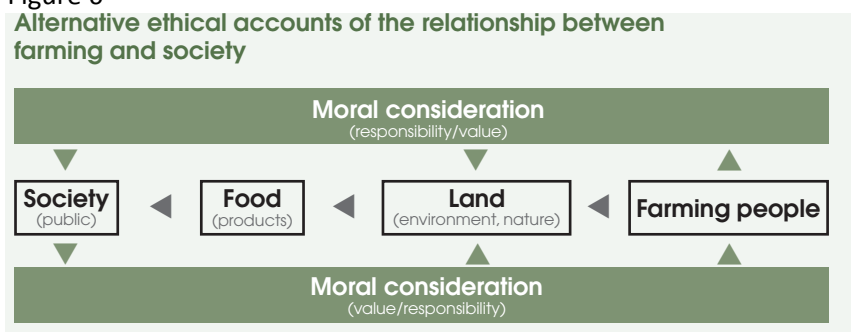 Alternative ethical accounts of the relationship between
farming and society
Moral consideration
(responsibility/value)
Society
(public)
Food
(products)
Land
(environment, nature)
Farming people
Moral consideration
(value/responsibility)